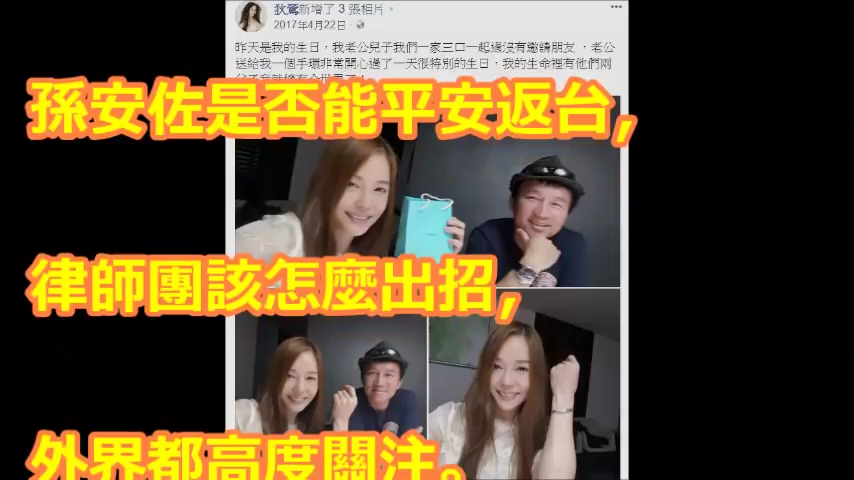 狄鶯新增了 3 張相片。
2017年4月22日
昨天是我的生日，我老公兒子我們一家三口一起過沒有邀請朋友 ，老公
送給我一個手環非常開心過了一天很特別的生日，我的生命裡有他們兩
孫安佐是否能平安返台，
律師團該怎麼出招，
外界都高度關注。